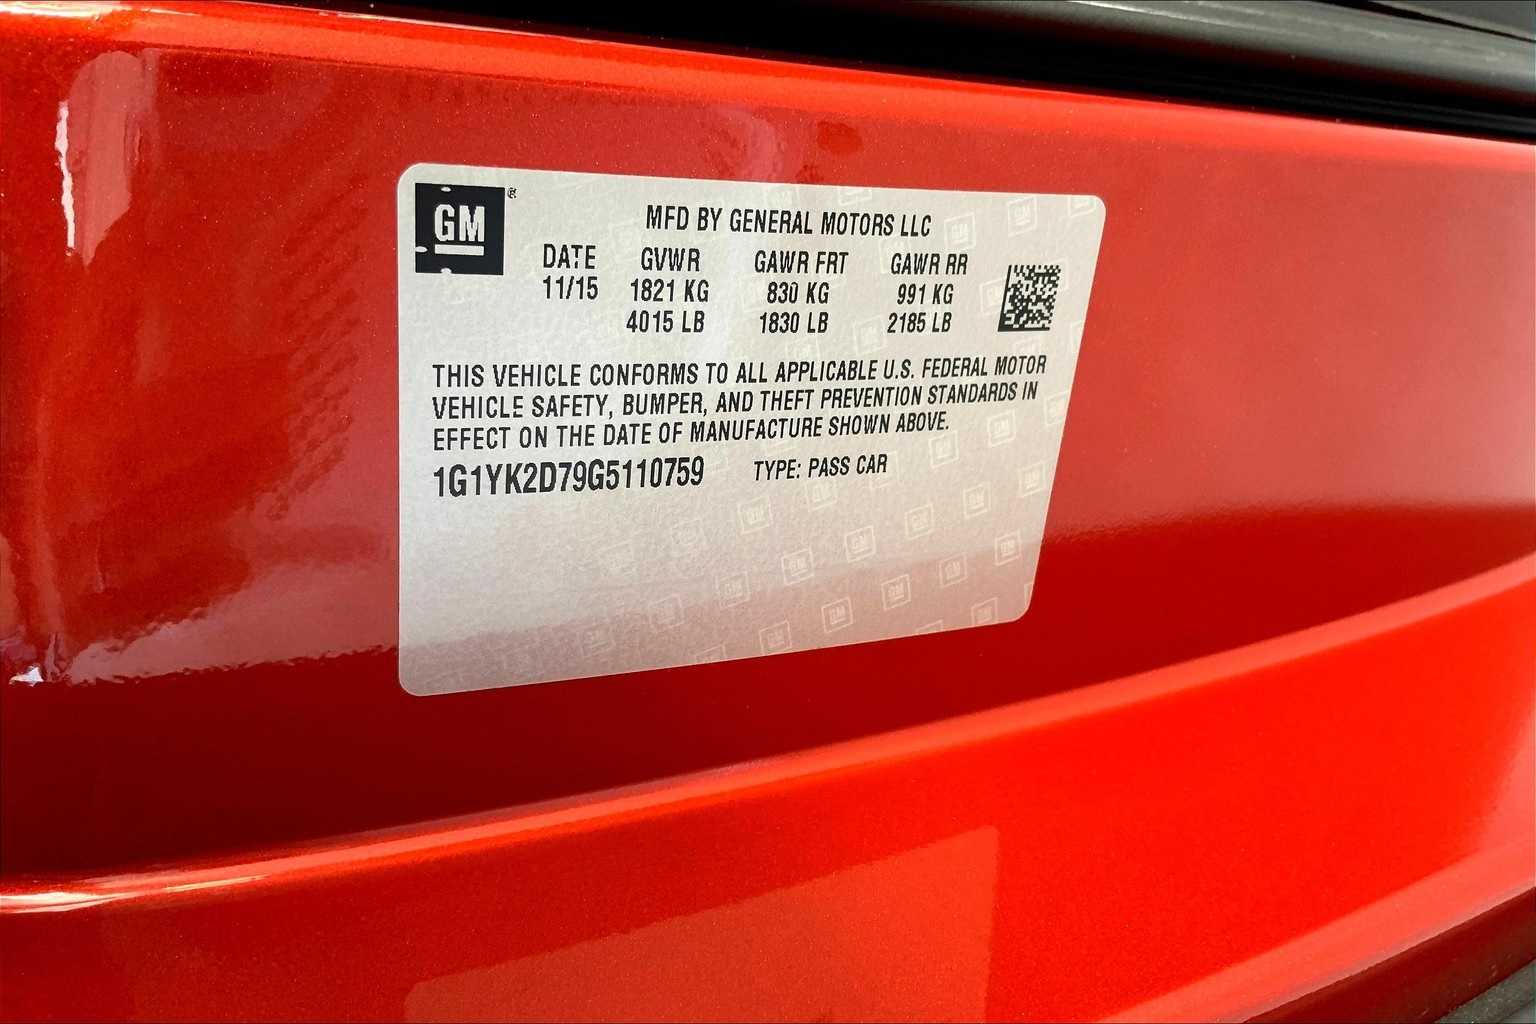 GM®
MFD BY GENERAL MOTORS LLC
DATE GVWR GAWR FRT GAWR RR
11/15 1821 KG 830 KG 991 KG
4015 LB 1830 LB 2185 LB
THIS VEHICLE CONFORMS TO ALL APPLICABLE U.S. FEDERAL MOTOR
VEHICLE SAFETY, BUMPER, AND THEFT PREVENTION STANDARDS IN
EFFECT ON THE DATE OF MANUFACTURE SHOWN ABOVE.
1G1YK2D79G5110759 TYPE: PASS CAR